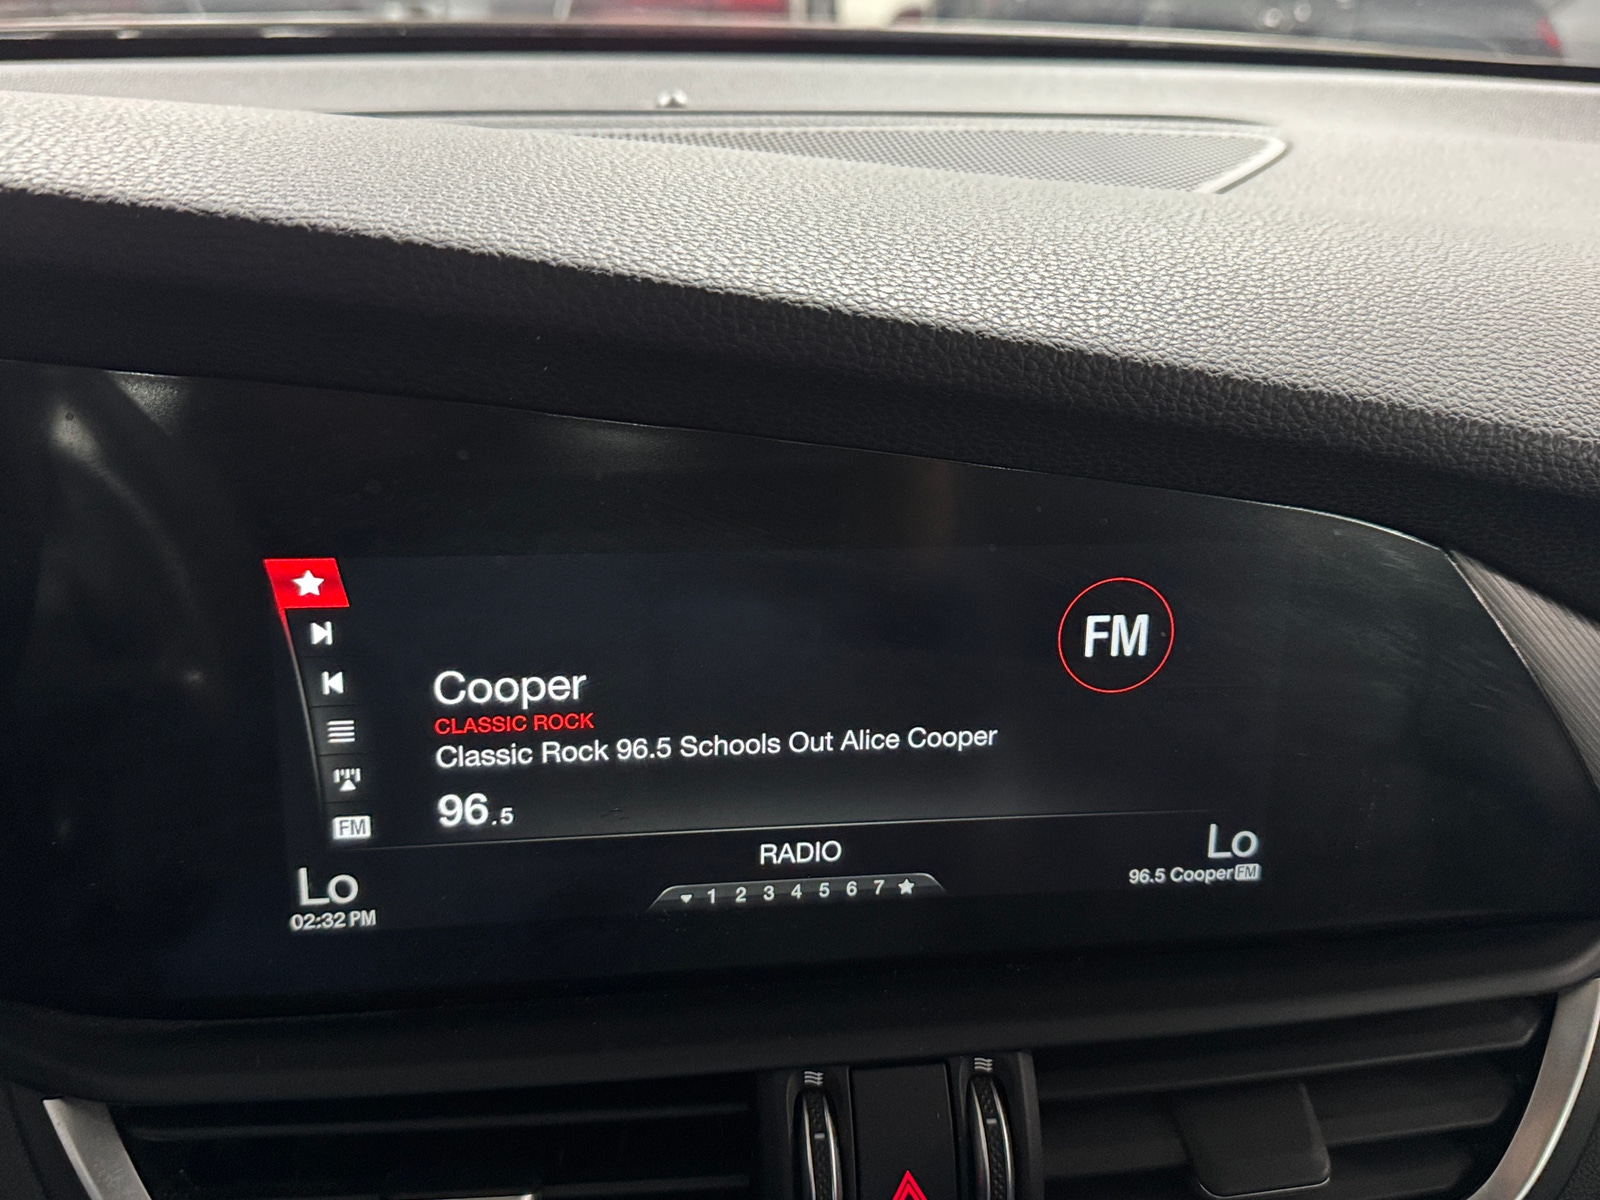 FM
Cooper
CLASSIC ROCK
Classic Rock 96.5 Schools Out Alice Cooper
96.5
FM
RADIO
1 2 3 4 5 6 7
Lo
02:32 PM
Lo
96.5 Cooper FM